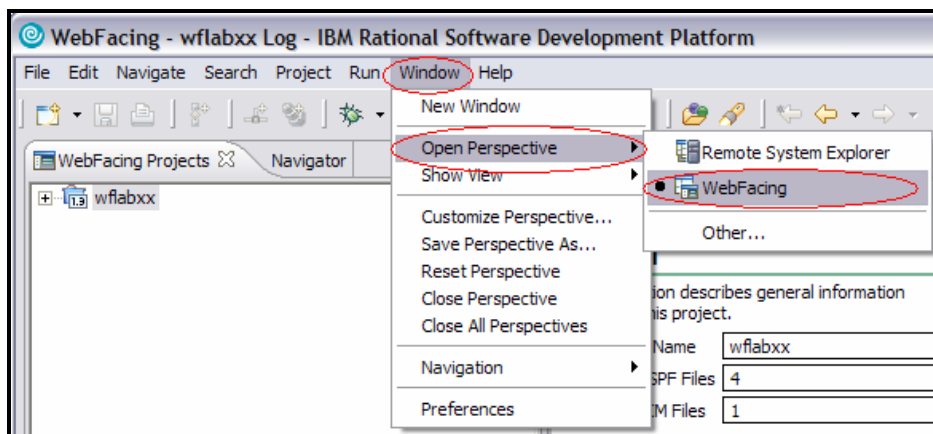 WebFacing - wflabxx Log - IBM Rational Software Development Platform
File Edit Navigate Search Project Run Window Help
New Window
WebFacing Projects Navigator
Open Perspective
Remote System Explorer
Show View
1.3 wflabxx
WebFacing
Customize Perspective...
Other...
Save Perspective As...
Reset Perspective
Close Perspective
ion describes general information
Close All Perspectives
his project.
Name wflabxx
Navigation
SPF Files 4
Preferences
M Files 1